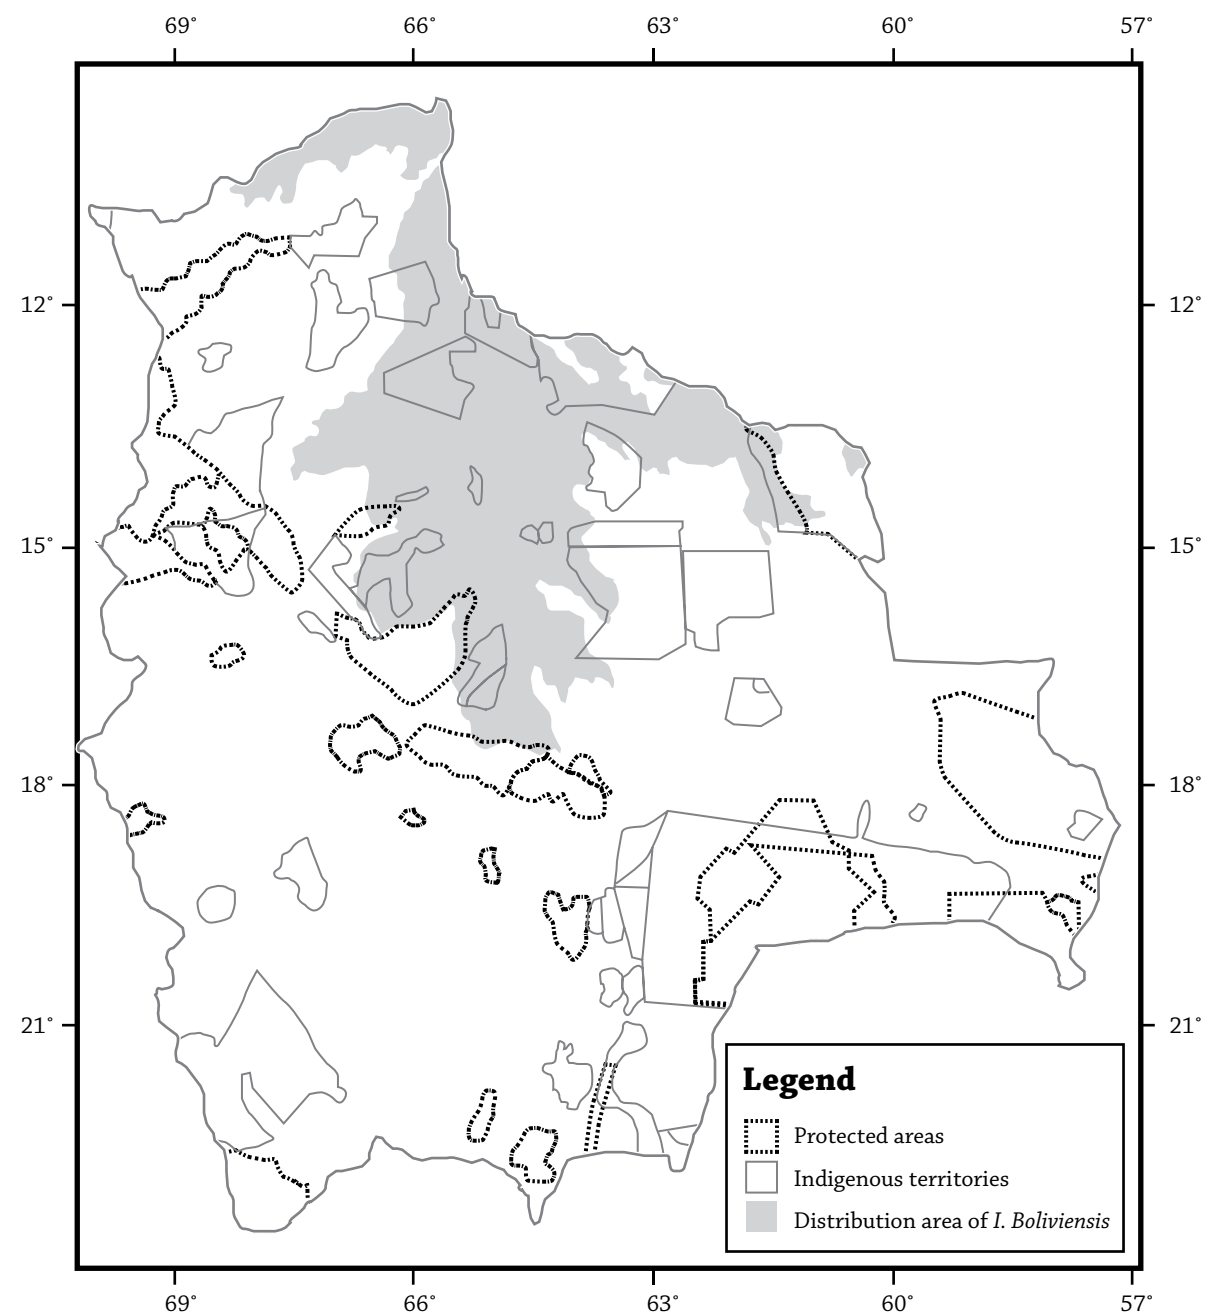 69° 66° 63° 60° 57°
12° 12°
15° 15°
18° 18°
21° 21°
Legend
Protected areas
Indigenous territories
Distribution area of I. Boliviensis
69° 66° 63° 60° 57°